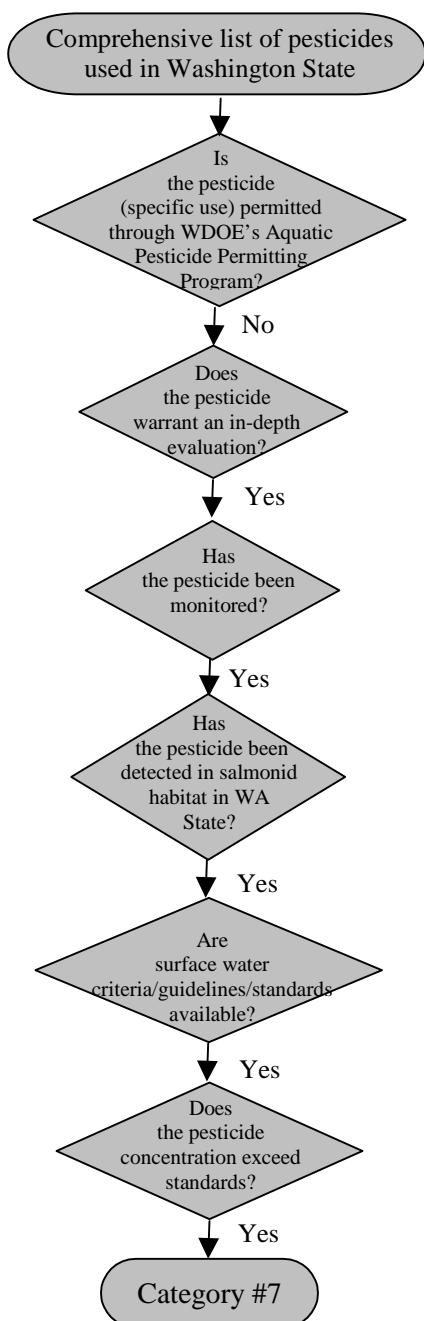 Comprehensive list of pesticides
used in Washington State
Is
the pesticide
(specific use) permitted
through WDOE's Aquatic
Pesticide Permitting
Program?
No
Does
the pesticide
warrant an in-depth
evaluation?
Yes
Has
the pesticide been
monitored?
Yes
Has
the pesticide been
detected in salmonid
habitat in WA
State?
Yes
Are
surface water
criteria/guidelines/standards
available?
Yes
Does
the pesticide
concentration exceed
standards?
Yes
Category #7